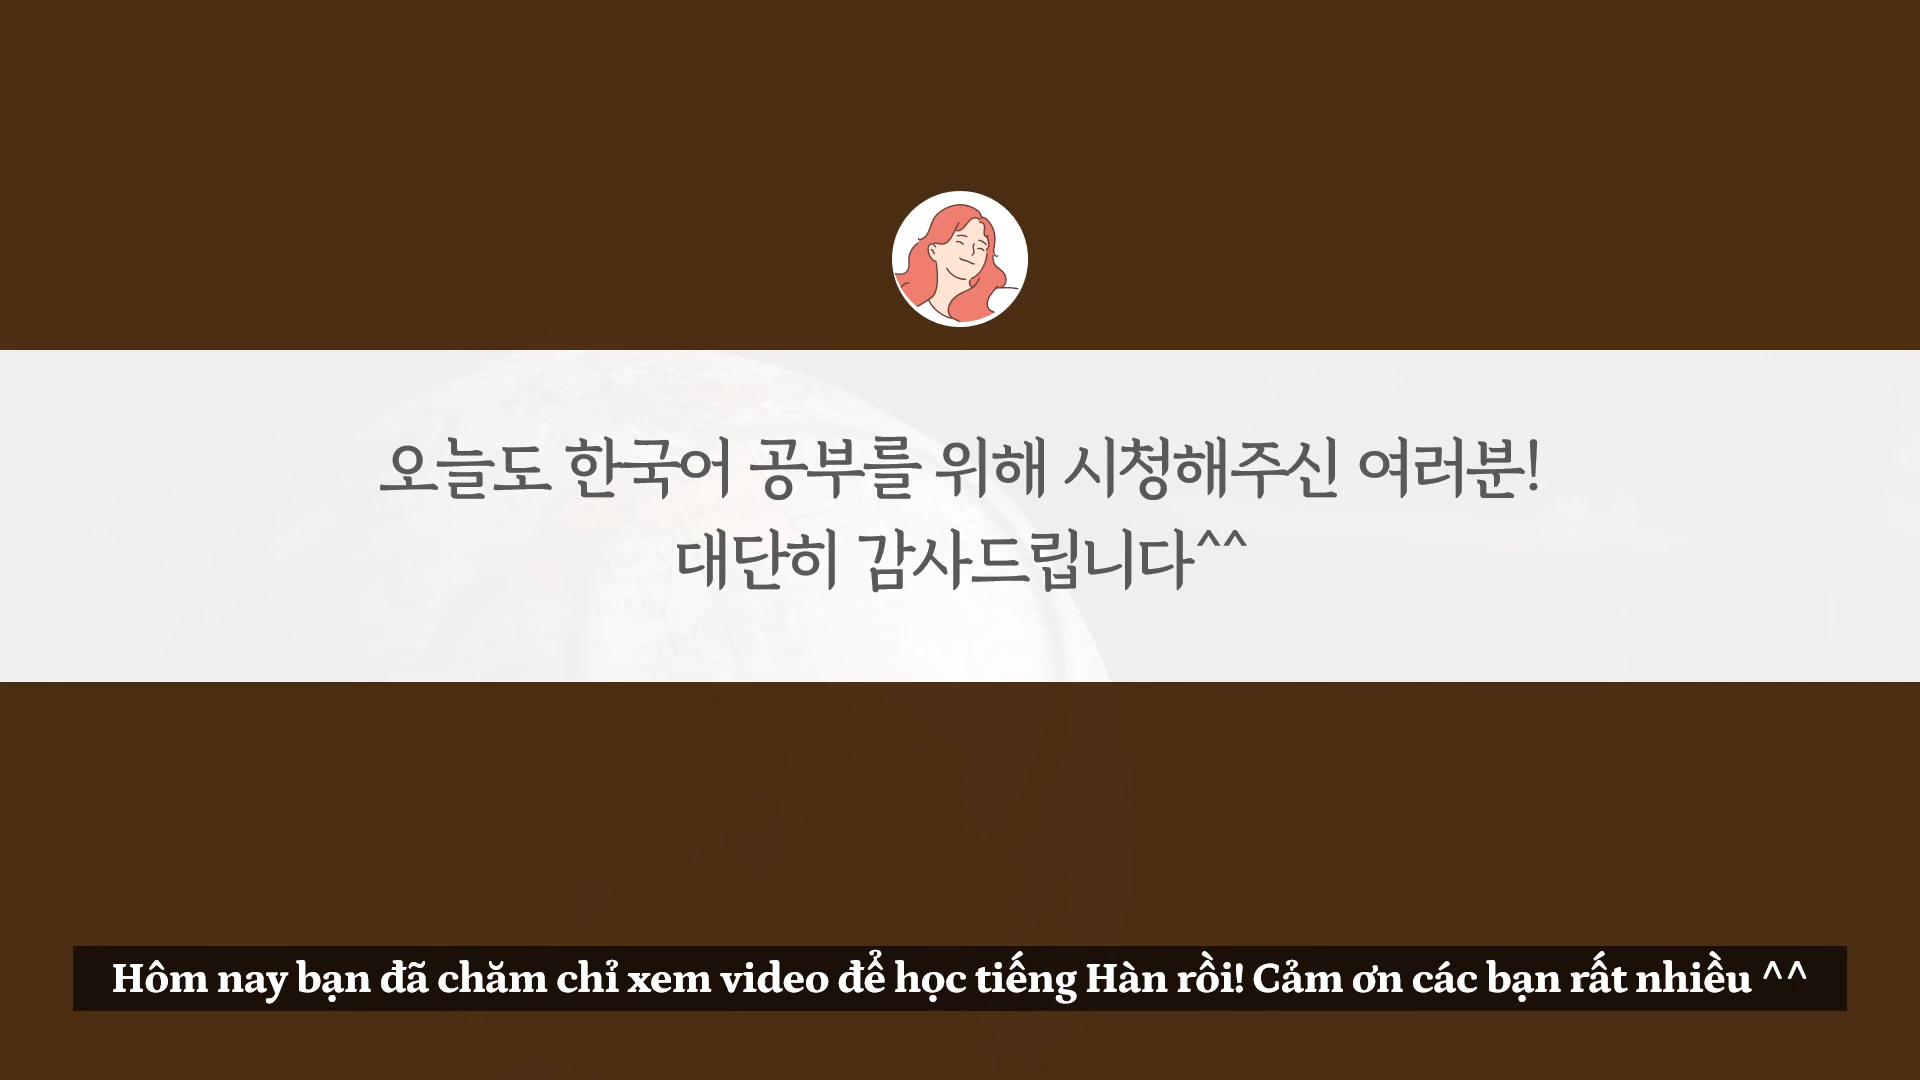 오늘도 한국어 공부를 위해 시청해주신 여러분!
대단히 감사드립니다^^
Hôm nay bạn đã chăm chỉ xem video để học tiếng Hàn rồi! Cảm ơn các bạn rất nhiều ^^